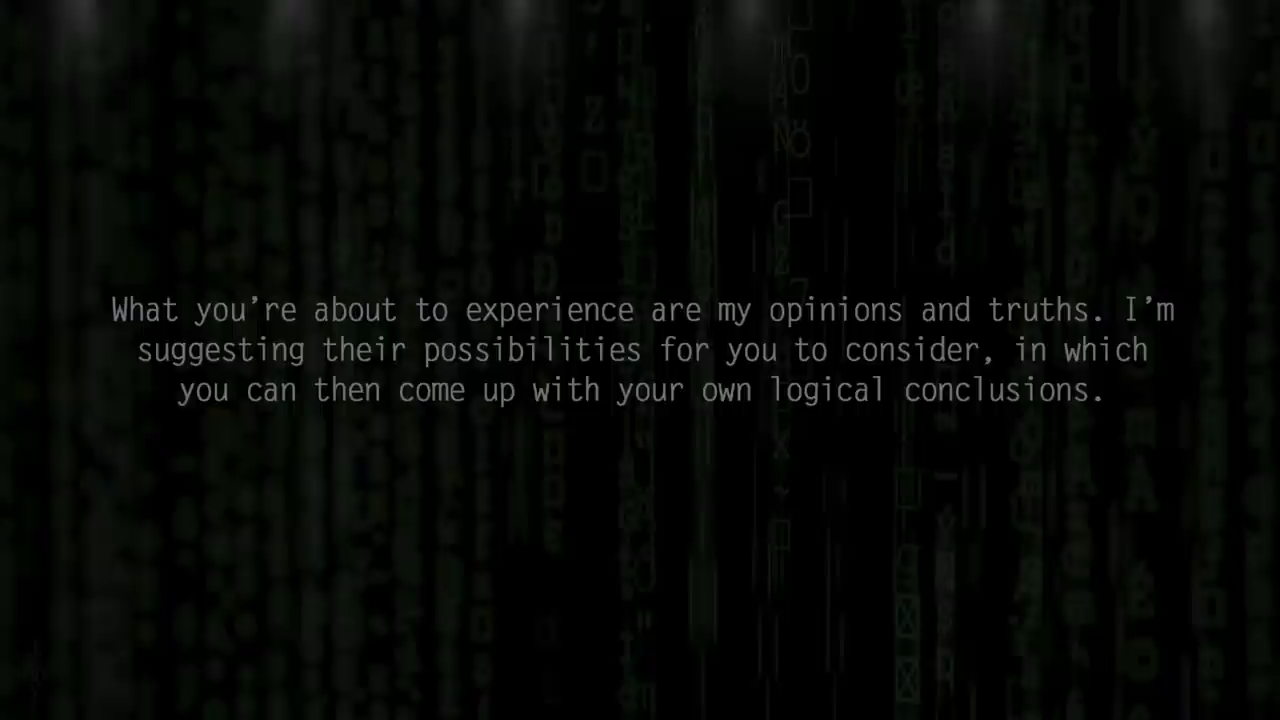 What you’re about to experience are my opinions and truths. I’m
suggesting their possibilities for you to consider, in which
you can then come up with your own logical conclusions.